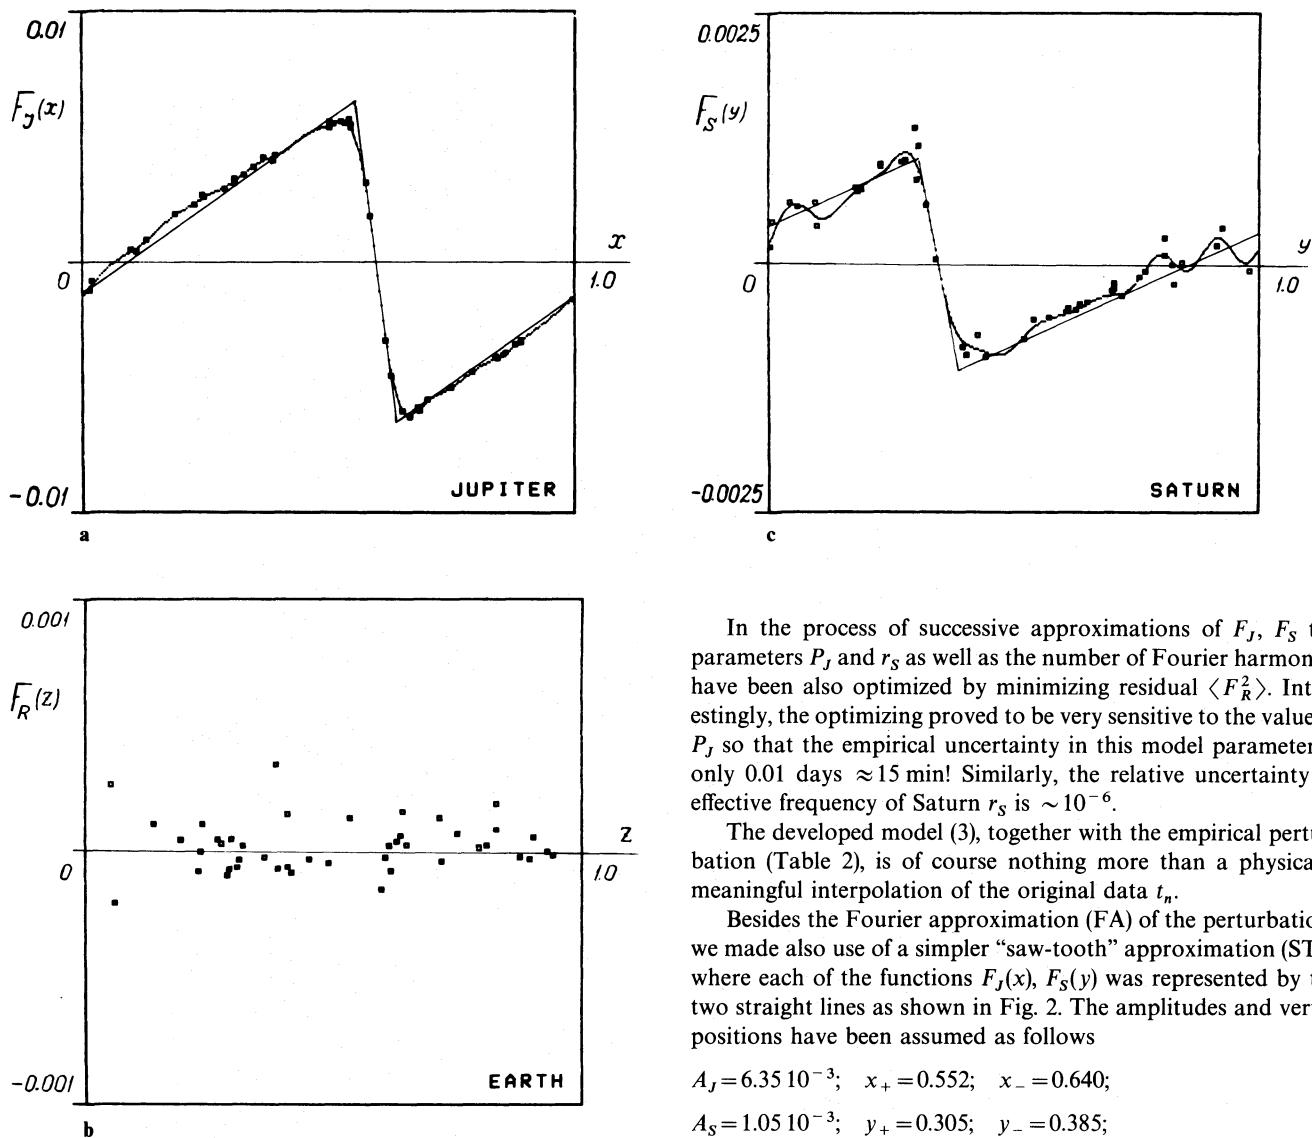 0.01
F_J(x)
x
0
1.0
-0.01
JUPITER
a
0.0025
F_S(y)
y
0
1.0
-0.0025
SATURN
c
0.001
F_R(z)
z
0
1.0
-0.001
EARTH
b
In the process of successive approximations of F_J, F_S t
parameters P_J and r_S as well as the number of Fourier harmon
have been also optimized by minimizing residual ⟨F_R^2⟩. Int
estingly, the optimizing proved to be very sensitive to the value
P_J so that the empirical uncertainty in this model parameter
only 0.01 days ≈15 min! Similarly, the relative uncertainty
effective frequency of Saturn r_S is ~10^{-6}.
The developed model (3), together with the empirical pertu
bation (Table 2), is of course nothing more than a physica
meaningful interpolation of the original data t_n.
Besides the Fourier approximation (FA) of the perturbatio
we made also use of a simpler "saw-tooth" approximation (ST
where each of the functions F_J(x), F_S(y) was represented by t
two straight lines as shown in Fig. 2. The amplitudes and vert
positions have been assumed as follows
A_J=6.35 10^{-3}; x_+=0.552; x_-=0.640;
A_S=1.05 10^{-3}; y_+=0.305; y_-=0.385;